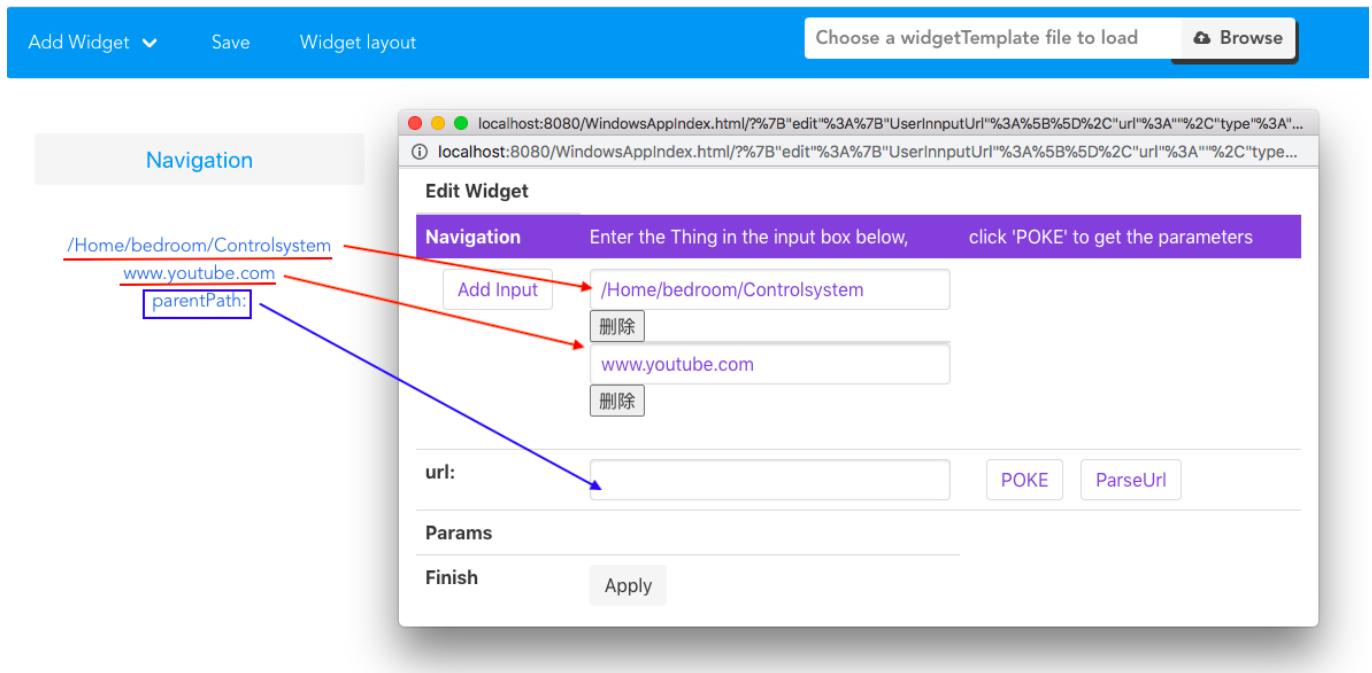 Add Widget Save Widget layout Choose a widgetTemplate file to load Browse
Navigation
/Home/bedroom/Controlsystem
www.youtube.com
parentPath:
localhost:8080/WindowsAppIndex.html/?%7B"edit"%3A%7B"UserInnputUrl"%3A%5B%5D%2C"url"%3A""%2C"type"%3A"...
localhost:8080/WindowsAppIndex.html/?%7B"edit"%3A%7B"UserInnputUrl"%3A%5B%5D%2C"url"%3A""%2C"type...
Edit Widget
Navigation Enter the Thing in the input box below, click 'POKE' to get the parameters
Add Input /Home/bedroom/Controlsystem
删除
www.youtube.com
删除
url: POKE ParseUrl
Params
Finish Apply